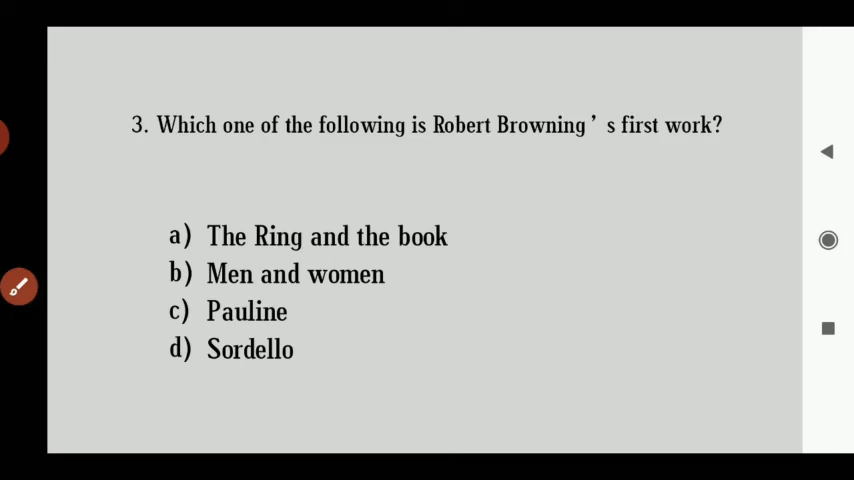 3. Which one of the following is Robert Browning ’ s first work?
a) The Ring and the book
b) Men and women
c) Pauline
d) Sordello